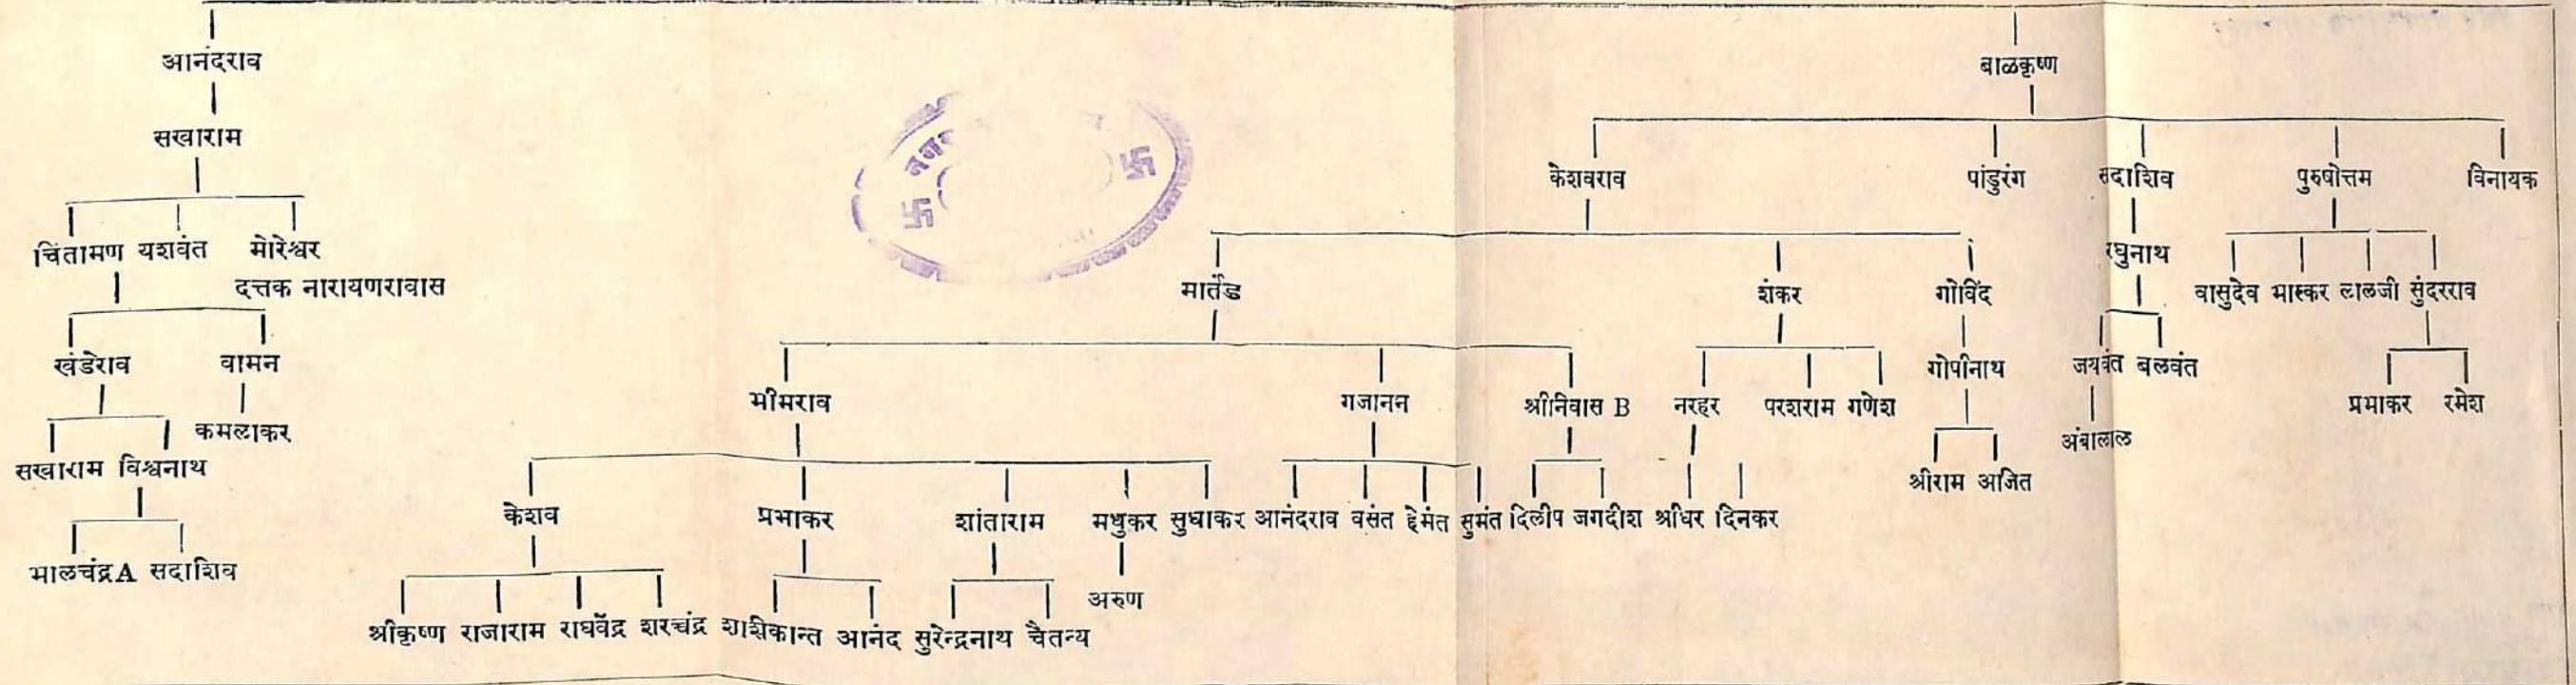 आनंदराव
बाळकृष्ण
सखाराम
केशवराव पांडुरंग सदाशिव पुरुषोत्तम विनायक
चिंतामण यशवंत मोरेश्वर
रघुनाथ
दत्तक नारायणरावास
मार्तंड शंकर गोविंद
वासुदेव भास्कर लालजी सुंदरराव
खंडेराव वामन
गोपीनाथ
जयवंत बलवंत
भीमराव गजानन श्रीनिवास B नरहर परशराम गणेश
प्रभाकर रमेश
कमलाकर
अंबालाल
सखाराम विश्वनाथ
श्रीराम अजित
केशव प्रभाकर शांताराम मधुकर सुधाकर आनंदराव वसंत हेमंत सुमंत दिलीप जगदीश श्रीधर दिनकर
भालचंद्र A सदाशिव
अरुण
श्रीकृष्ण राजाराम राघवेंद्र शरच्चंद्र शशिकान्त आनंद सुरेन्द्रनाथ चैतन्य